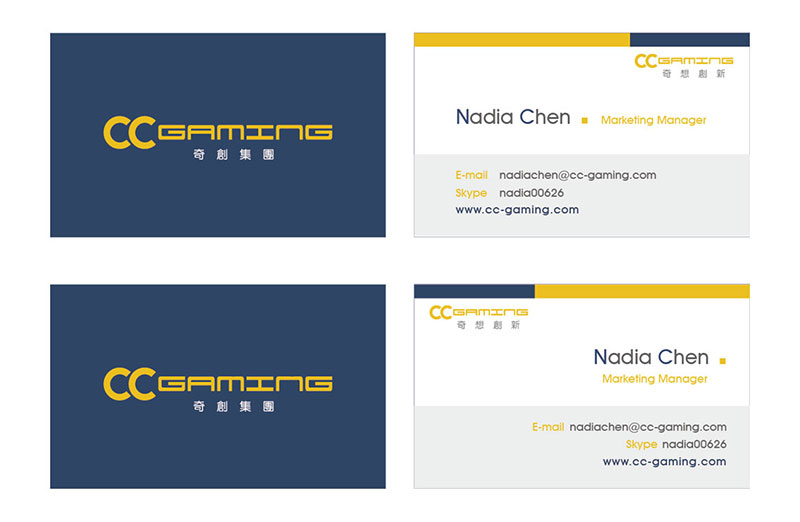 CCGAMING
奇創集團
CCGAMING
奇想創新
Nadia Chen ▪ Marketing Manager
E-mail nadiachen@cc-gaming.com
Skype nadia00626
www.cc-gaming.com
CCGAMING
奇創集團
CCGAMING
奇想創新
Nadia Chen ▪
Marketing Manager
E-mail nadiachen@cc-gaming.com
Skype nadia00626
www.cc-gaming.com